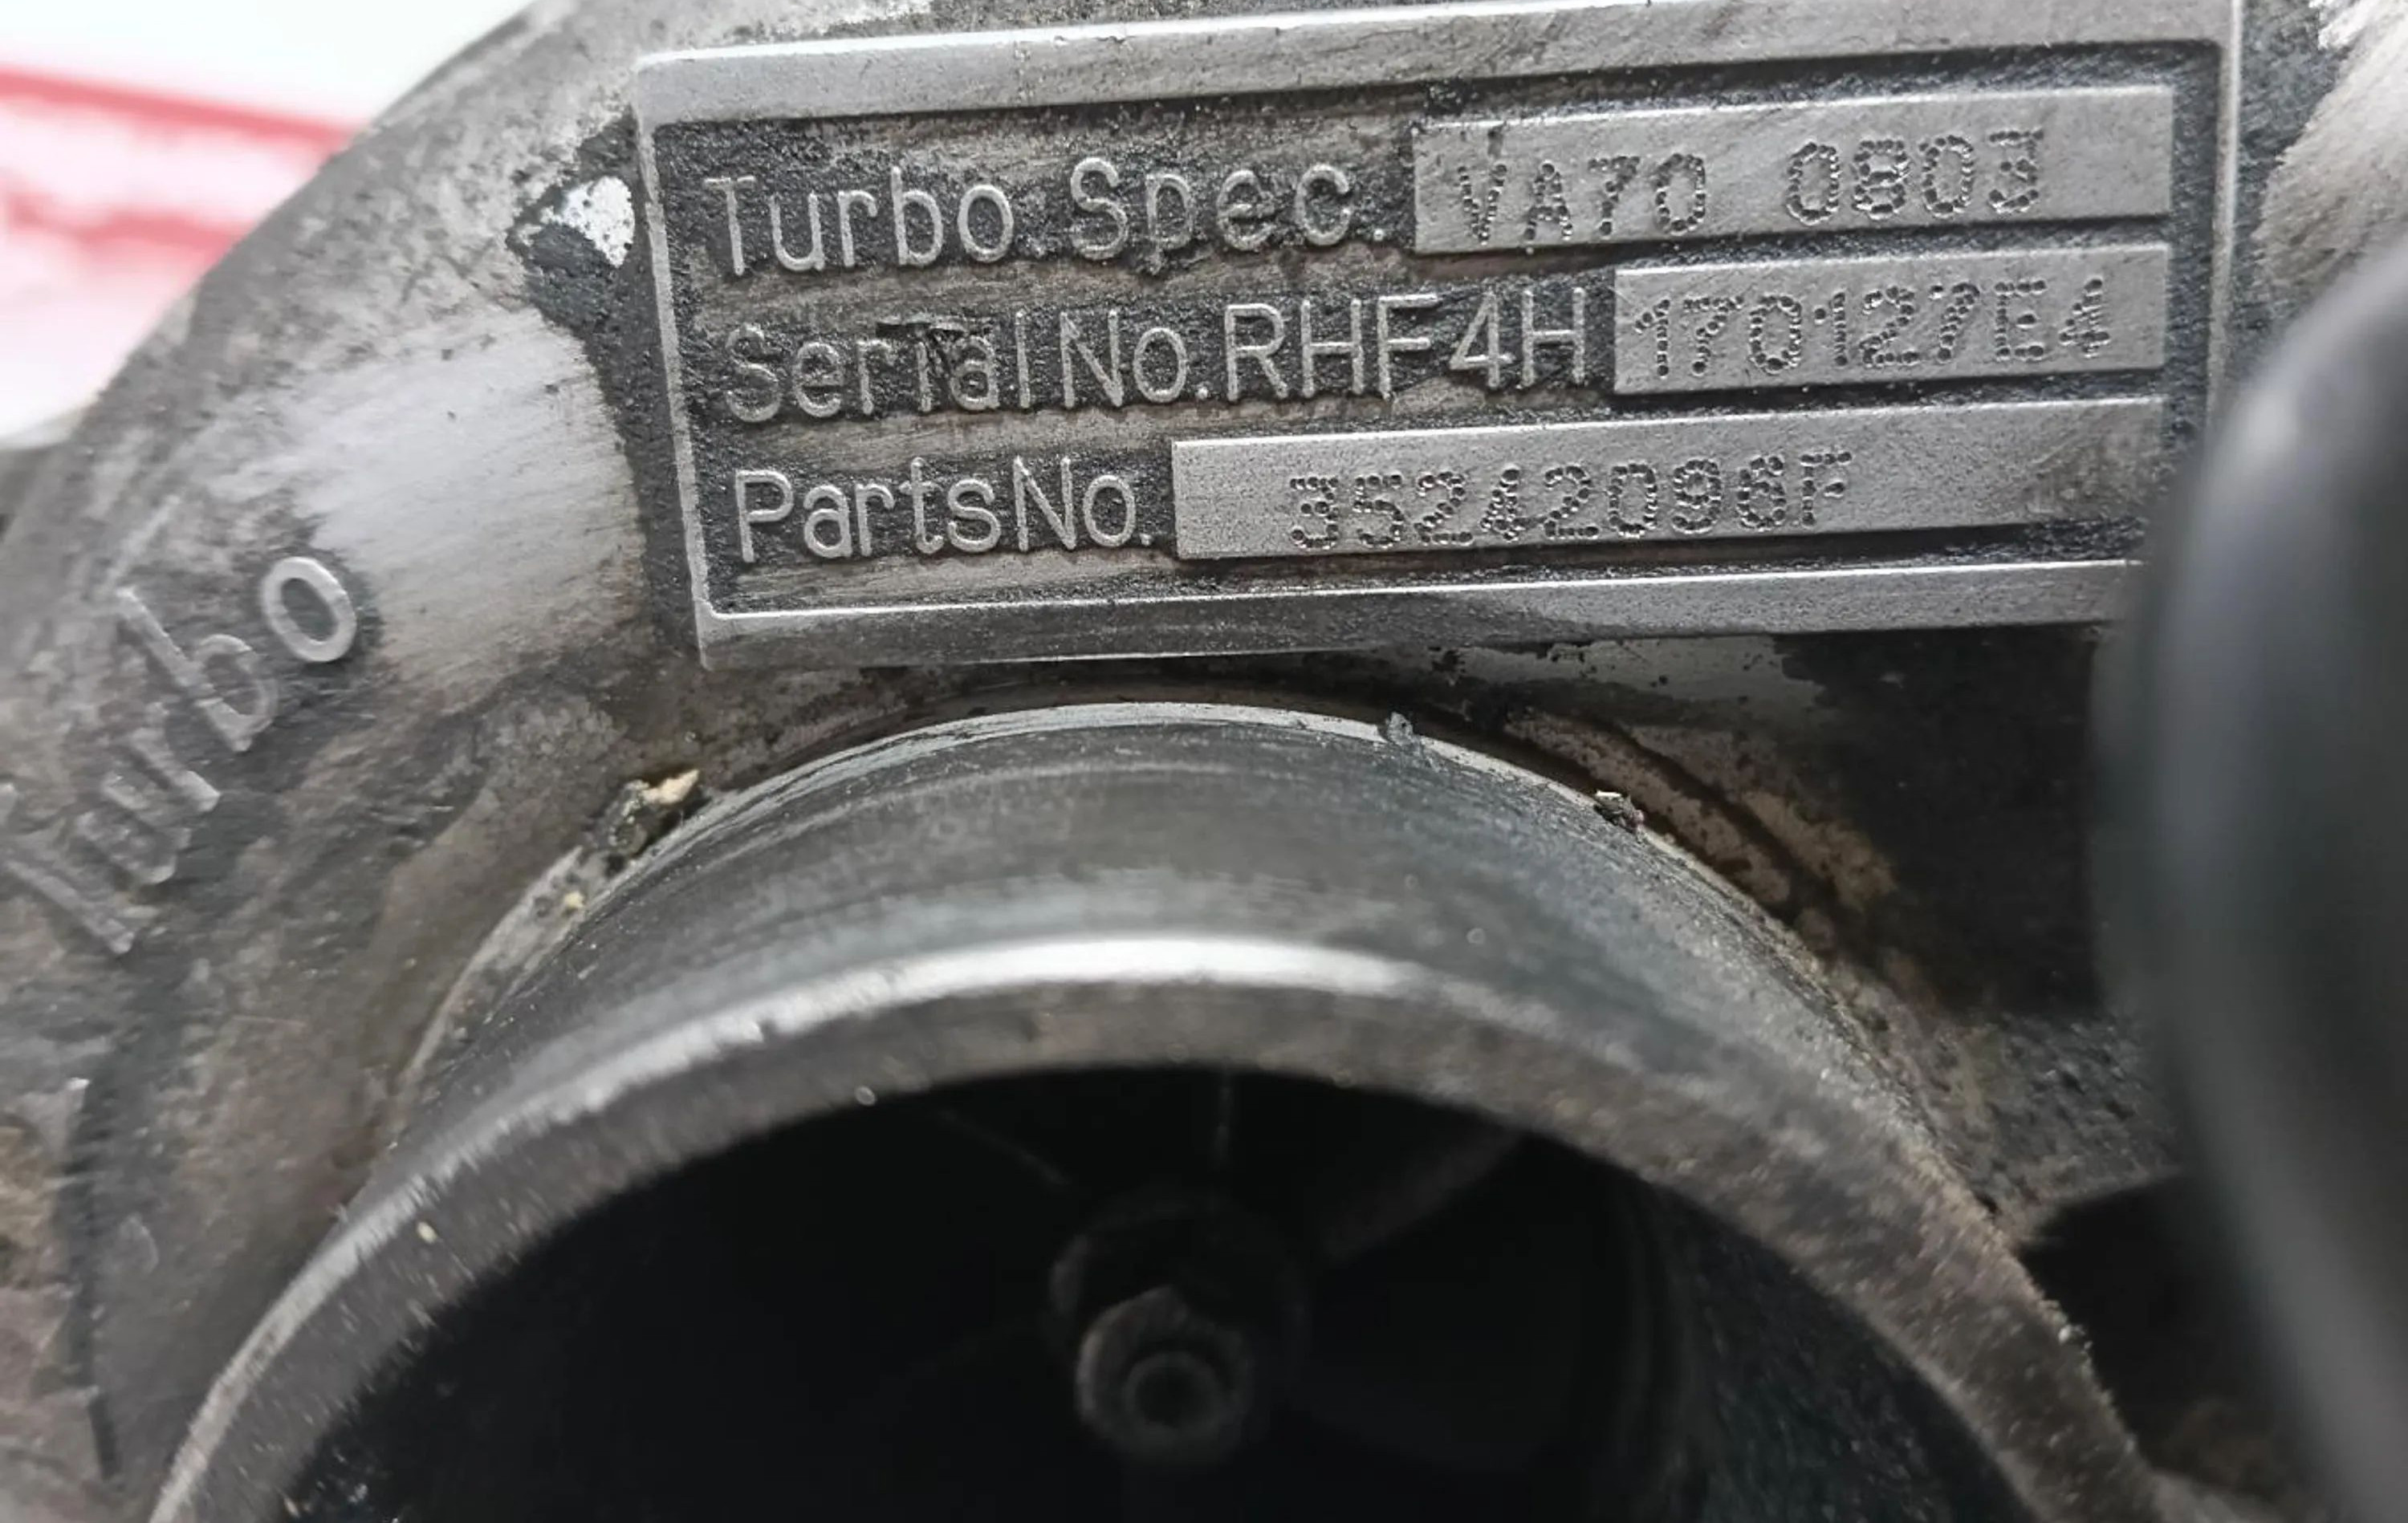 Turbo. Spec. VA70 0803
Serial No. RHF4H 170127E4
Parts No. 35242096F
Turbo